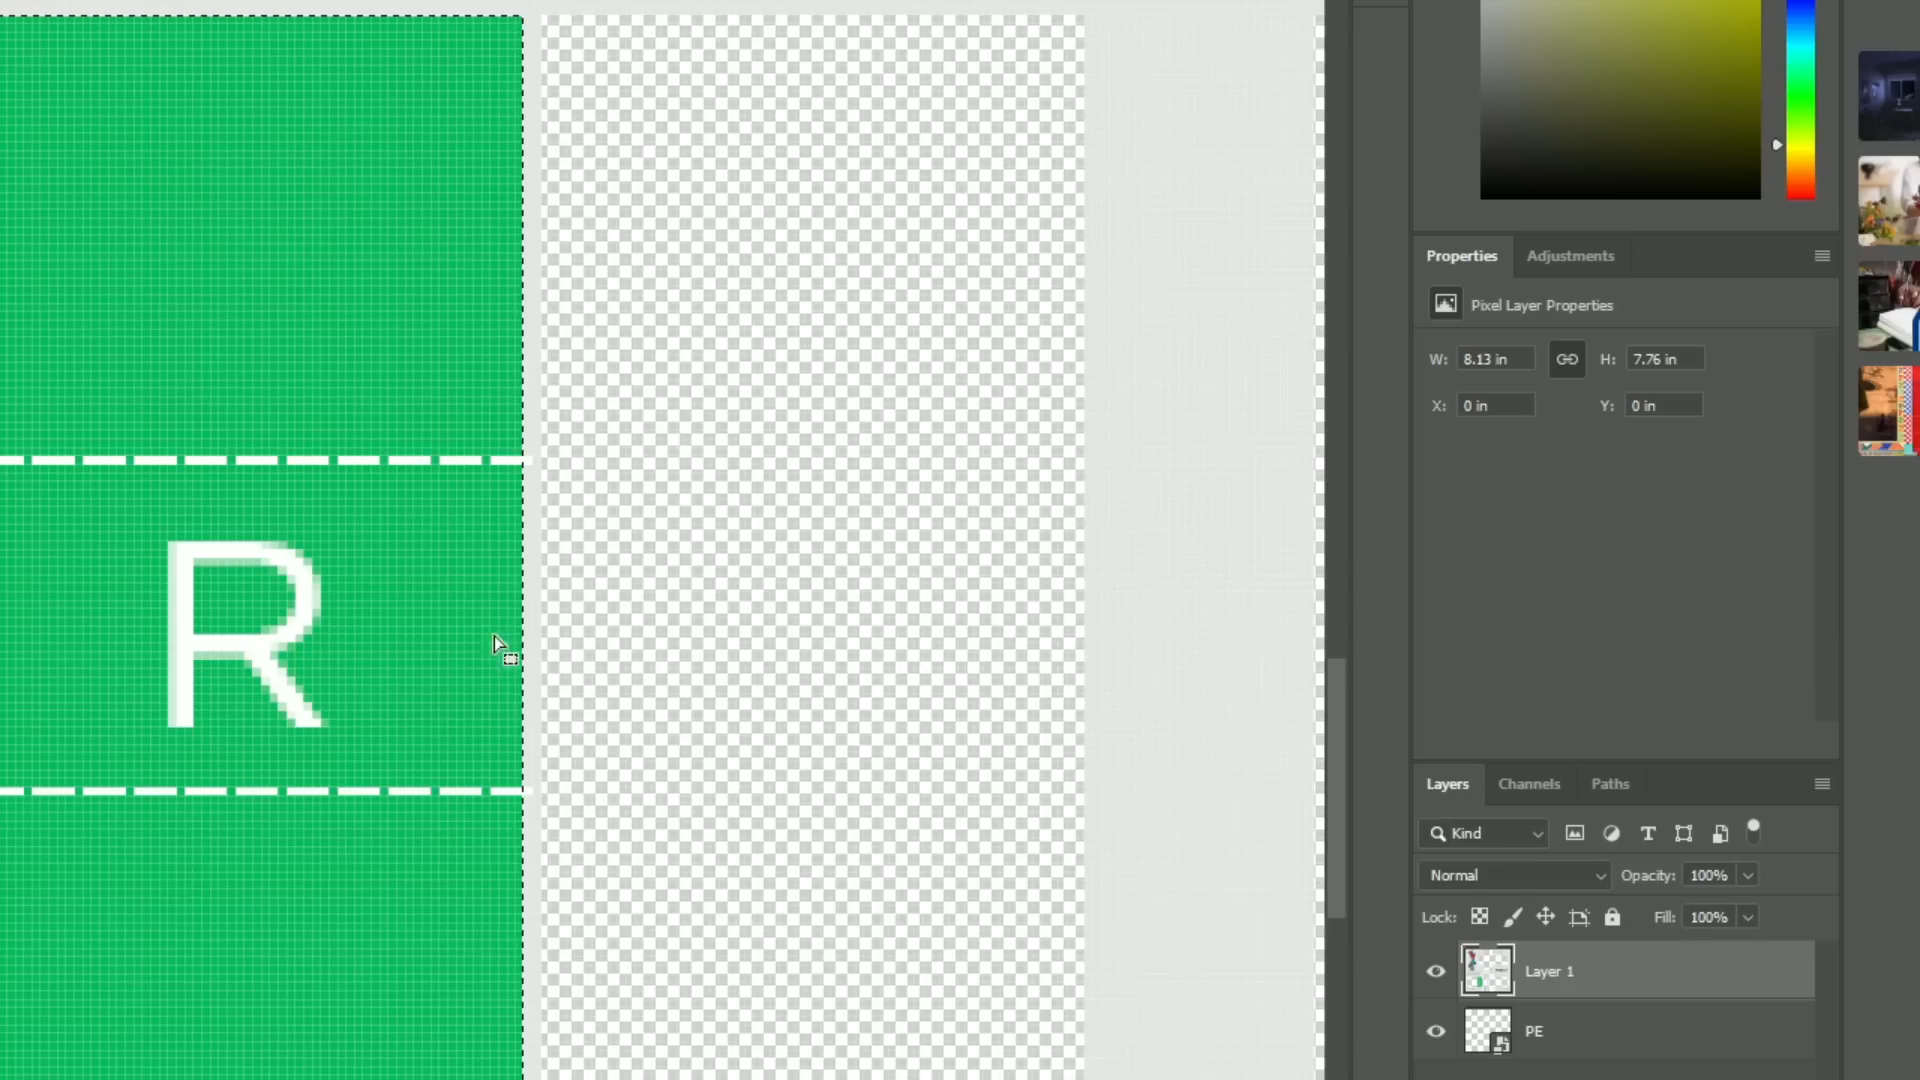 R
Properties Adjustments
Pixel Layer Properties
W: 8.13 in H: 7.76 in
X: 0 in Y: 0 in
Layers Channels Paths
Kind
Normal Opacity: 100%
Lock: Fill: 100%
Layer 1
PE